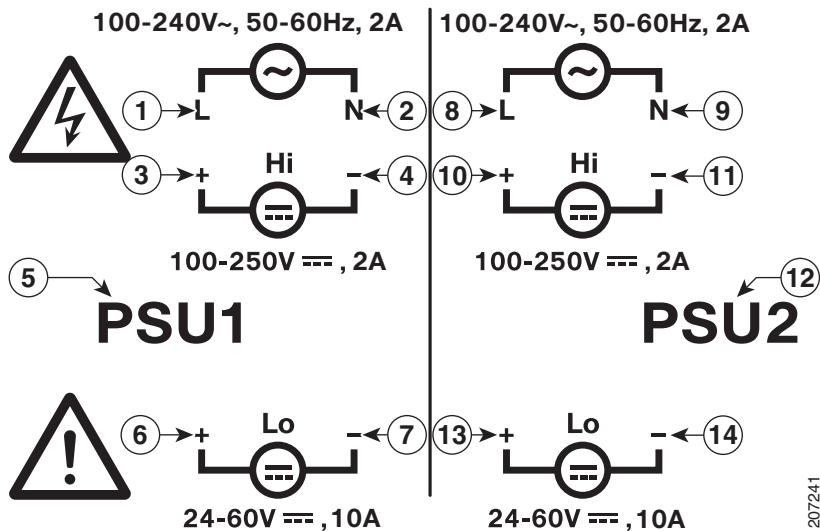 100-240V~, 50-60Hz, 2A
1 L N 2
3 + Hi - 4
100-250V ⎓ , 2A
5
PSU1
6 + Lo - 7
24-60V ⎓ , 10A
100-240V~, 50-60Hz, 2A
8 L N 9
10 + Hi - 11
100-250V ⎓ , 2A
12
PSU2
13 + Lo - 14
24-60V ⎓ , 10A
207241